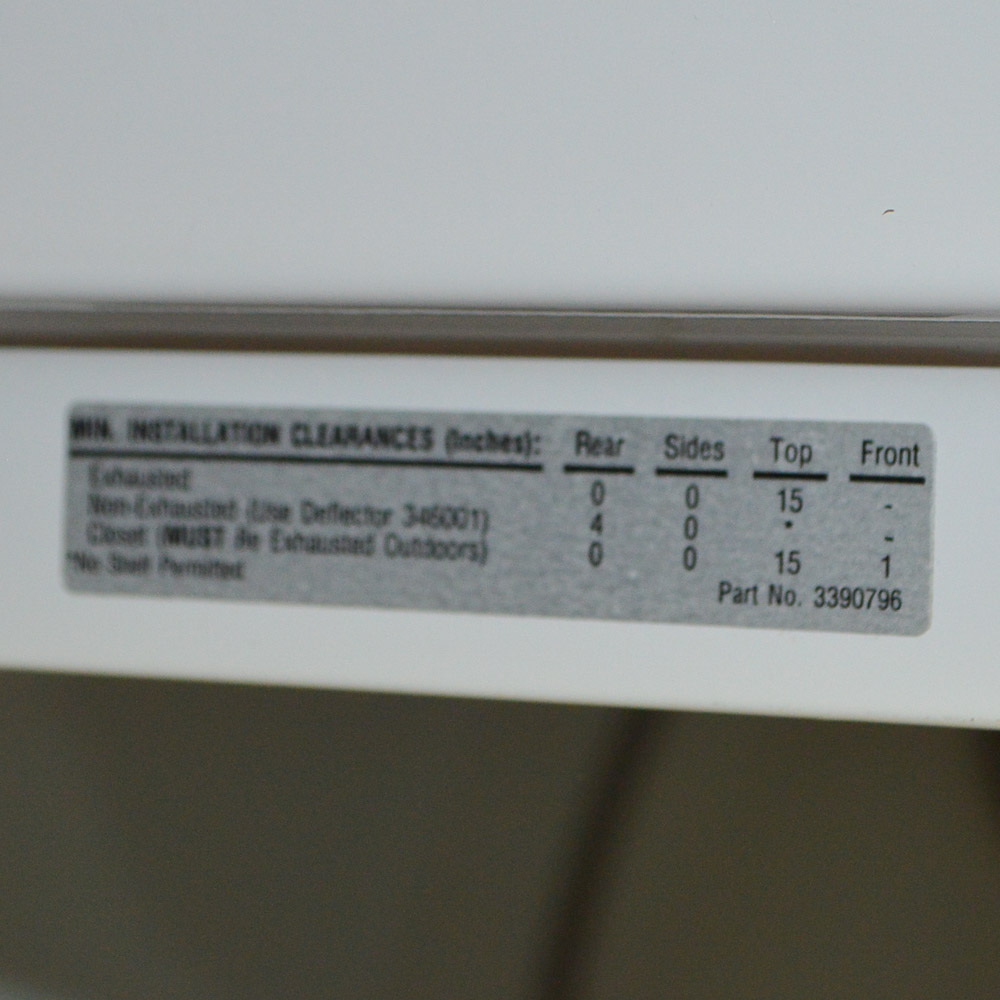 MIN. INSTALLATION CLEARANCES (Inches): Rear Sides Top Front
Exhausted 0 0 15 -
Non-Exhausted (Use Deflector 346001) 4 0 * -
Closet (MUST Be Exhausted Outdoors) 0 0 15 1
*No Shelf Permitted
Part No. 3390796